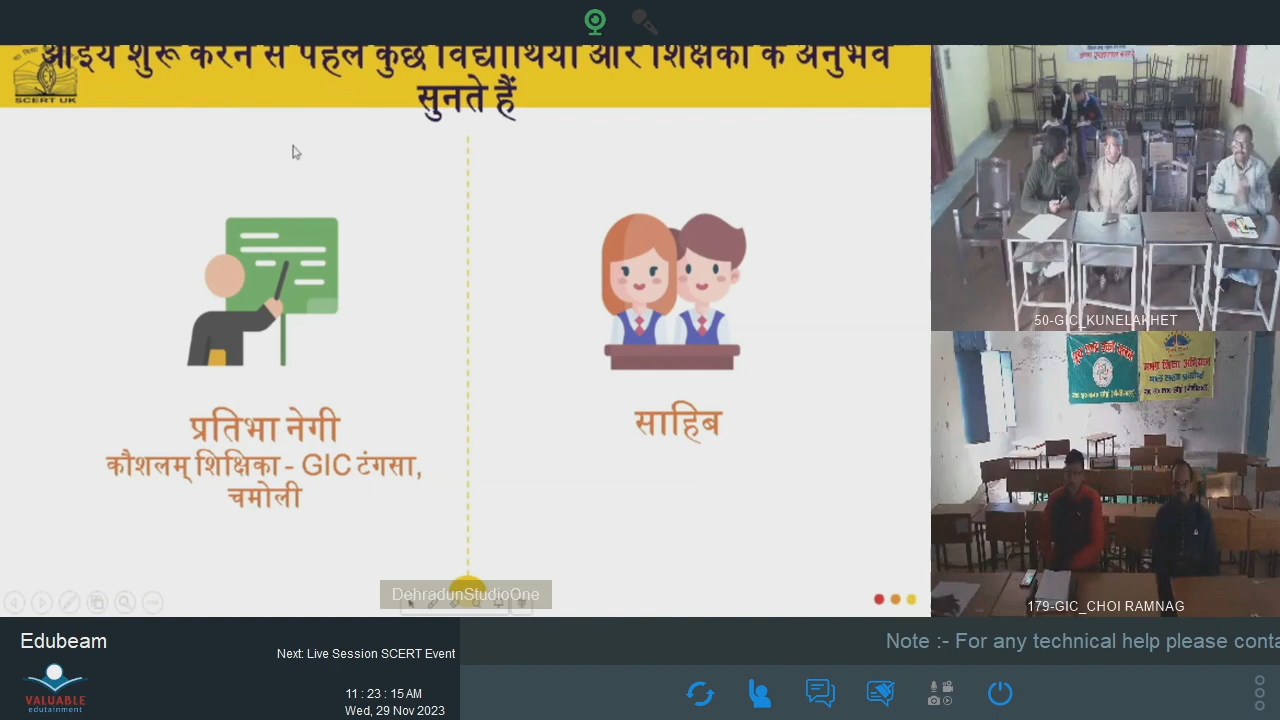 आइये शुरू करने से पहले कुछ विद्यार्थियों और शिक्षकों के अनुभव
सुनते हैं
SCERT UK
प्रतिभा नेगी
कौशलम् शिक्षिका - GIC टंगसा,
चमोली
साहिब
DehradunStudioOne
50-GIC_KUNELAKHET
179-GIC_CHOI RAMNAG
Edubeam
Next: Live Session SCERT Event
Note :- For any technical help please conta
VALUABLE
edutainment
11 : 23 : 15 AM
Wed, 29 Nov 2023